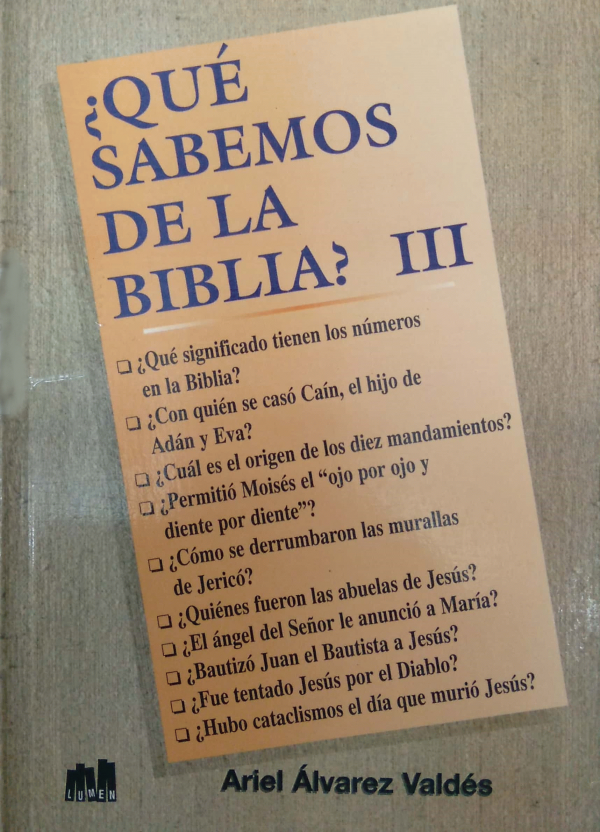 ¿QUÉ
SABEMOS
DE LA
BIBLIA? III
❑ ¿Qué significado tienen los números
en la Biblia?
❑ ¿Con quién se casó Caín, el hijo de
Adán y Eva?
❑ ¿Cuál es el origen de los diez mandamientos?
❑ ¿Permitió Moisés el “ojo por ojo y
diente por diente”?
❑ ¿Cómo se derrumbaron las murallas
de Jericó?
❑ ¿Quiénes fueron las abuelas de Jesús?
❑ ¿El ángel del Señor le anunció a María?
❑ ¿Bautizó Juan el Bautista a Jesús?
❑ ¿Fue tentado Jesús por el Diablo?
❑ ¿Hubo cataclismos el día que murió Jesús?
LUMEN
Ariel Álvarez Valdés